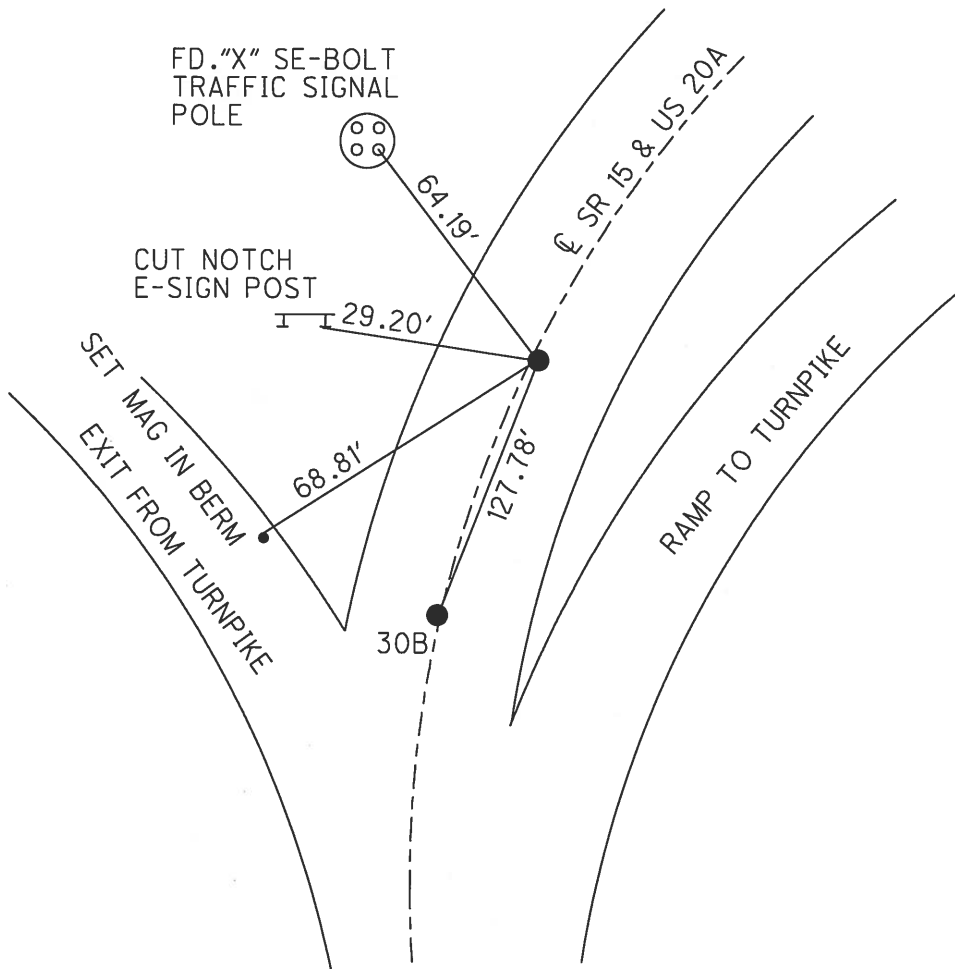 FD."X" SE-BOLT
TRAFFIC SIGNAL
POLE
℄ SR 15 & US 20A
64.19'
CUT NOTCH
E-SIGN POST
29.20'
SET MAG IN BERM
EXIT FROM TURNPIKE
68.81'
127.78'
RAMP TO TURNPIKE
30B